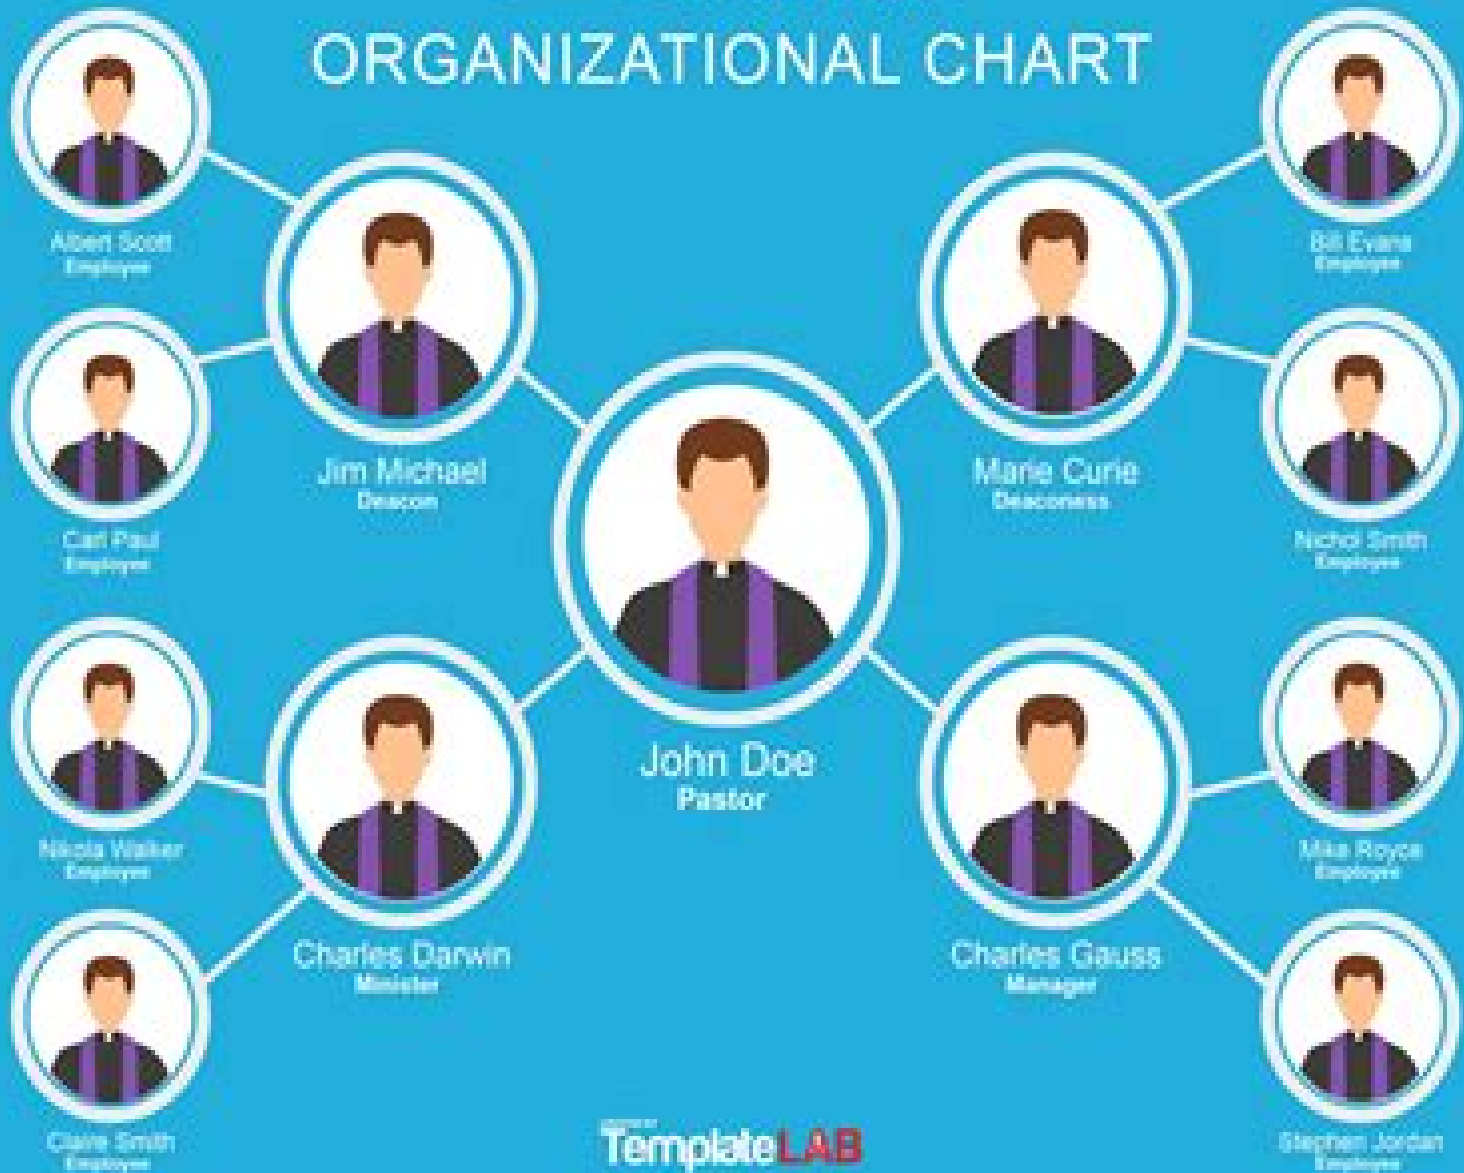 ORGANIZATIONAL CHART
Albert Scott
Employee
Bill Evans
Employee
Jim Michael
Deacon
Marie Curie
Deaconess
Carl Paul
Employee
Nichol Smith
Employee
John Doe
Pastor
Nikola Walker
Employee
Mike Royce
Employee
Charles Darwin
Minister
Charles Gauss
Manager
Claire Smith
Employee
Stephen Jordan
Employee
TemplateLAB